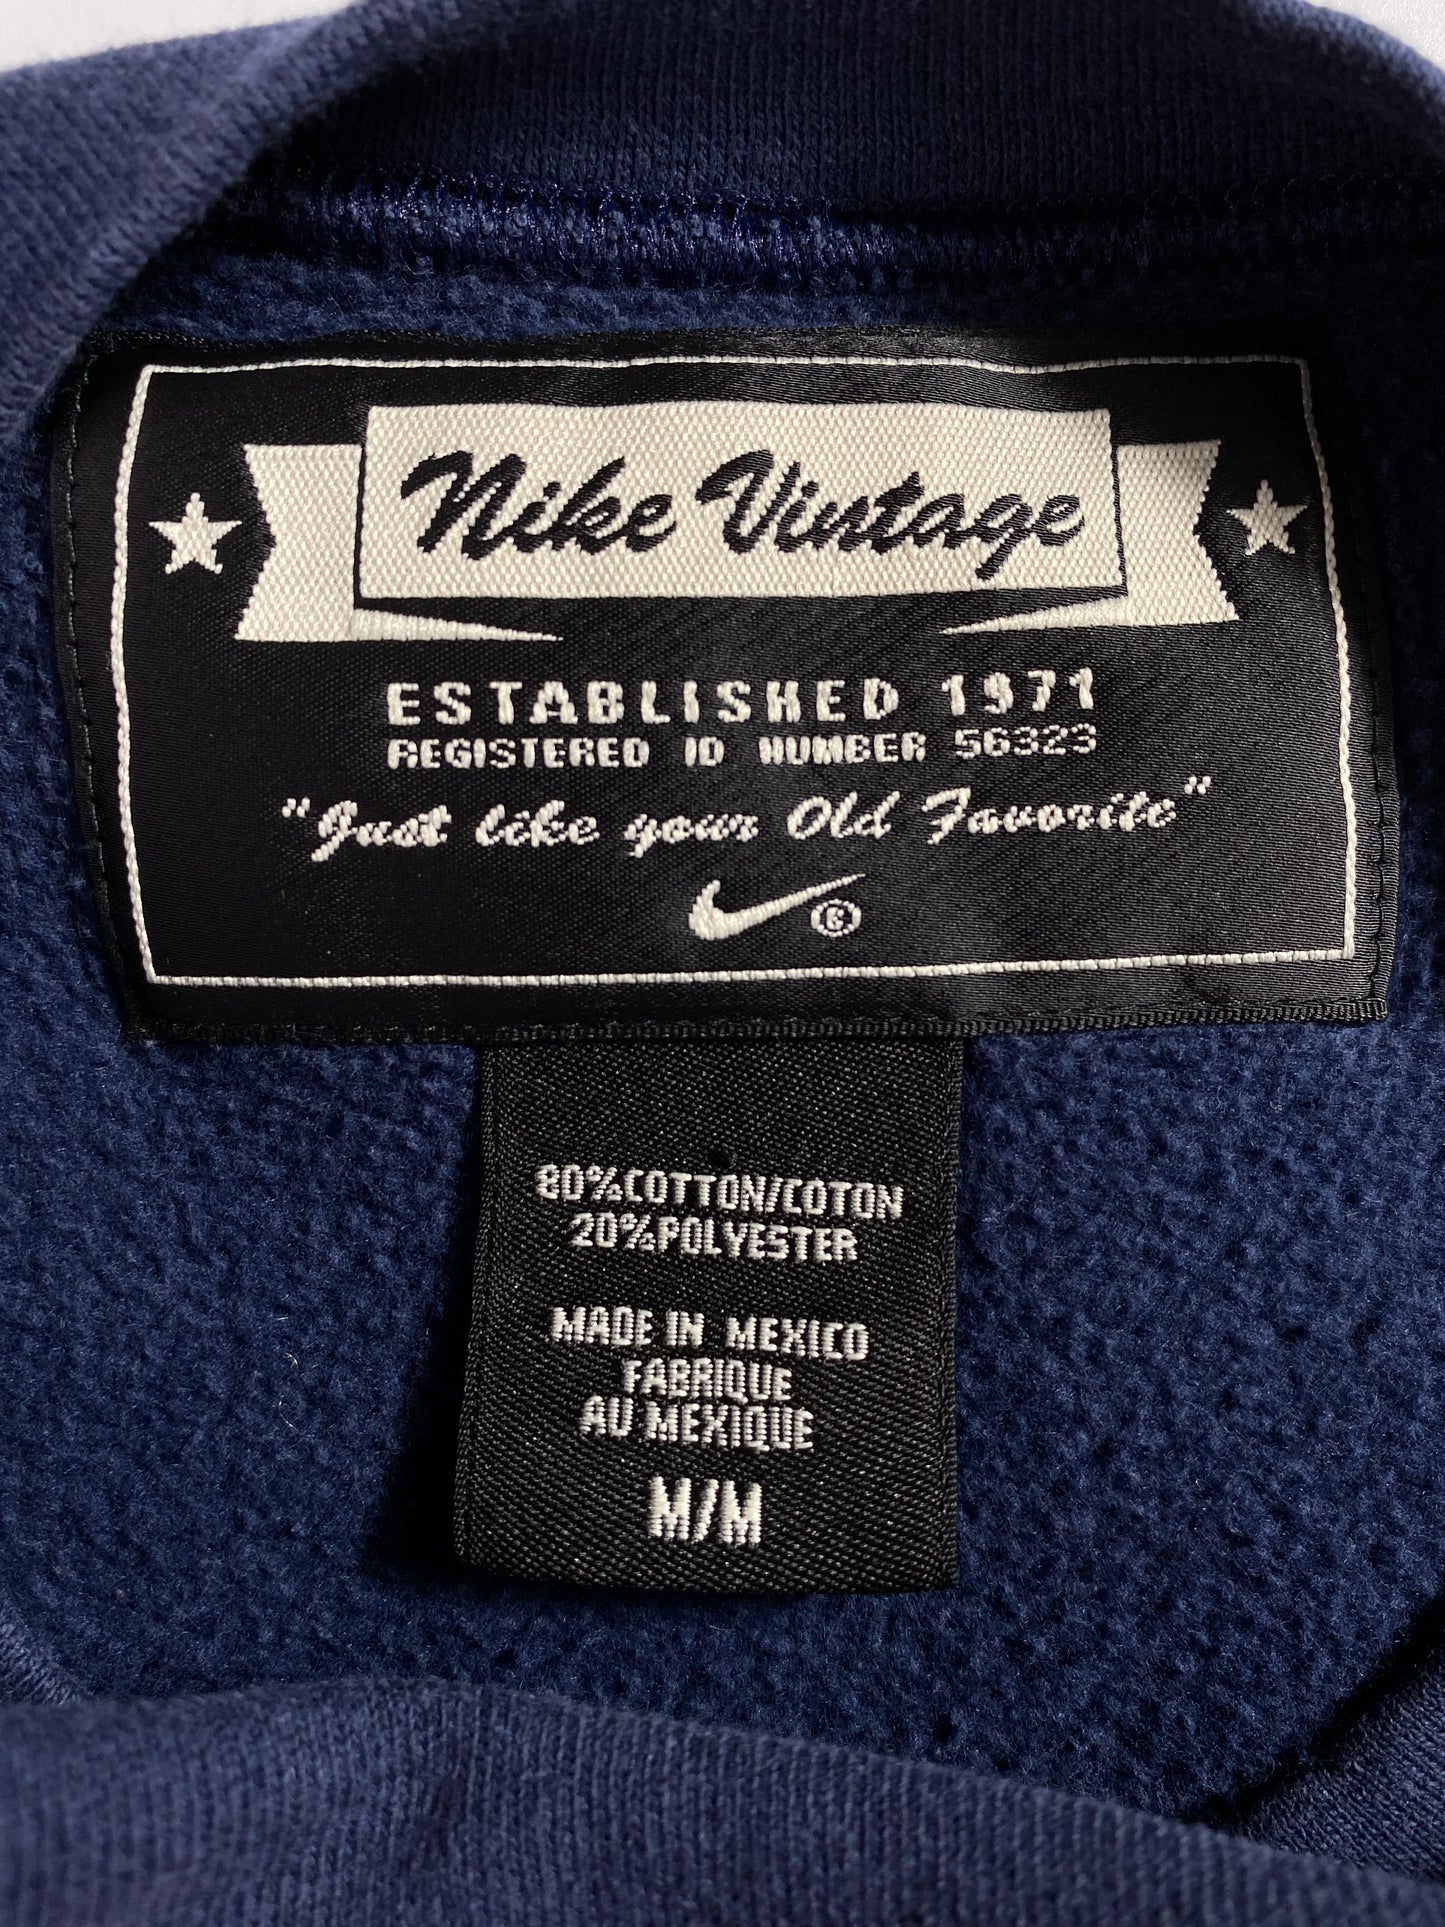 Nike Vintage
ESTABLISHED 1971
REGISTERED ID NUMBER 56323
"Just like your Old Favorite"
®
80%COTTON/COTON
20%POLYESTER
MADE IN MEXICO
FABRIQUE
AU MEXIQUE
M/M